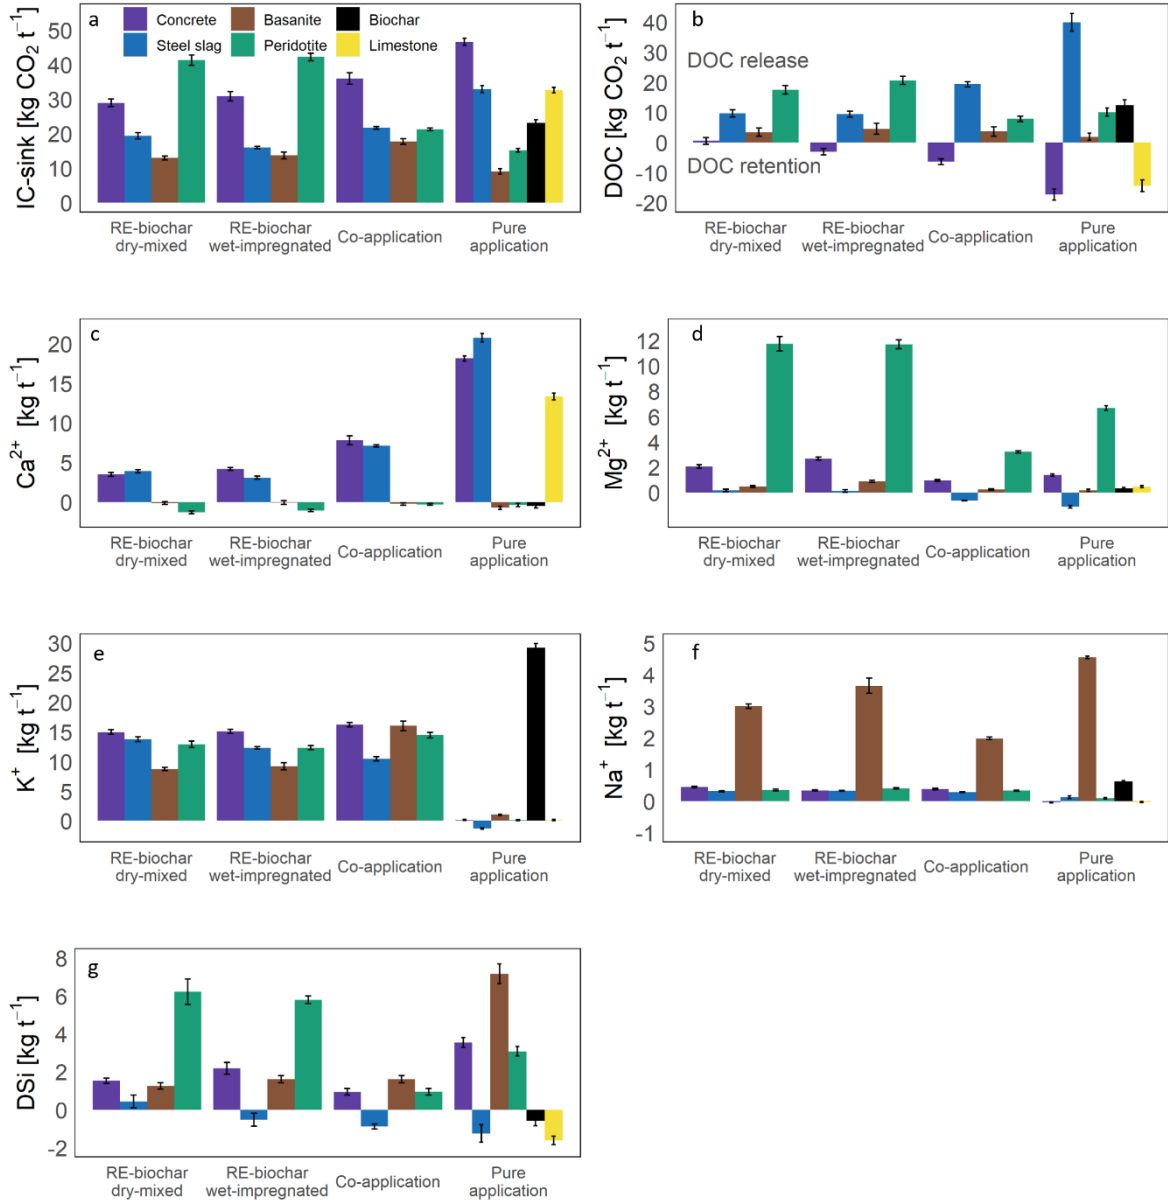 a
Concrete
Basanite
Biochar
Steel slag
Peridotite
Limestone
IC-sink [kg CO2 t−1]
50
40
30
20
10
0
RE-biochar
dry-mixed
RE-biochar
wet-impregnated
Co-application
Pure
application
b
DOC release
DOC retention
DOC [kg CO2 t−1]
40
30
20
10
0
-10
-20
RE-biochar
dry-mixed
RE-biochar
wet-impregnated
Co-application
Pure
application
c
Ca2+ [kg t−1]
20
15
10
5
0
RE-biochar
dry-mixed
RE-biochar
wet-impregnated
Co-application
Pure
application
d
Mg2+ [kg t−1]
12
10
8
6
4
2
0
RE-biochar
dry-mixed
RE-biochar
wet-impregnated
Co-application
Pure
application
e
K+ [kg t−1]
30
25
20
15
10
5
0
RE-biochar
dry-mixed
RE-biochar
wet-impregnated
Co-application
Pure
application
f
Na+ [kg t−1]
5
4
3
2
1
0
-1
RE-biochar
dry-mixed
RE-biochar
wet-impregnated
Co-application
Pure
application
g
DSi [kg t−1]
8
6
4
2
0
-2
RE-biochar
dry-mixed
RE-biochar
wet-impregnated
Co-application
Pure
application